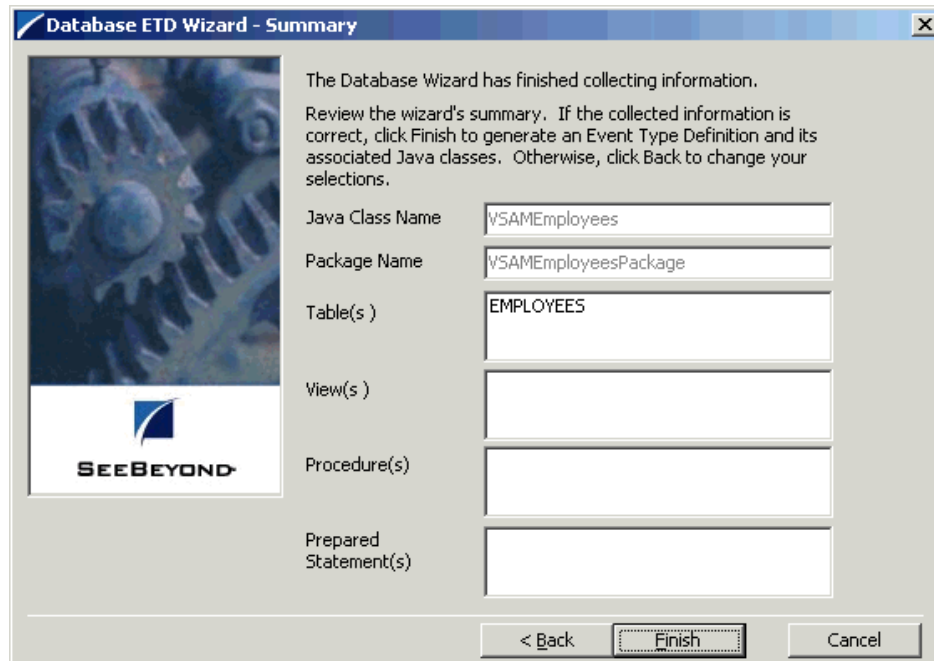 Database ETD Wizard - Summary
The Database Wizard has finished collecting information.
Review the wizard's summary. If the collected information is
correct, click Finish to generate an Event Type Definition and its
associated Java classes. Otherwise, click Back to change your
selections.
Java Class Name
VSAMEmployees
Package Name
VSAMEmployeesPackage
Table(s )
EMPLOYEES
View(s )
Procedure(s)
Prepared
Statement(s)
SEEBEYOND
< Back
Finish
Cancel